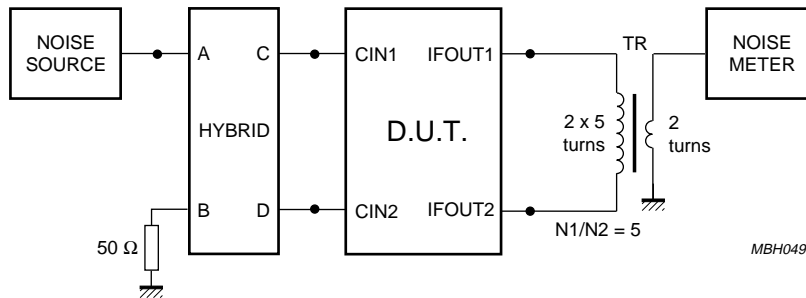 NOISE
SOURCE
A
C
HYBRID
B
D
50 Ω
CIN1
IFOUT1
D.U.T.
CIN2
IFOUT2
TR
2 x 5
turns
2
turns
N1/N2 = 5
NOISE
METER
MBH049